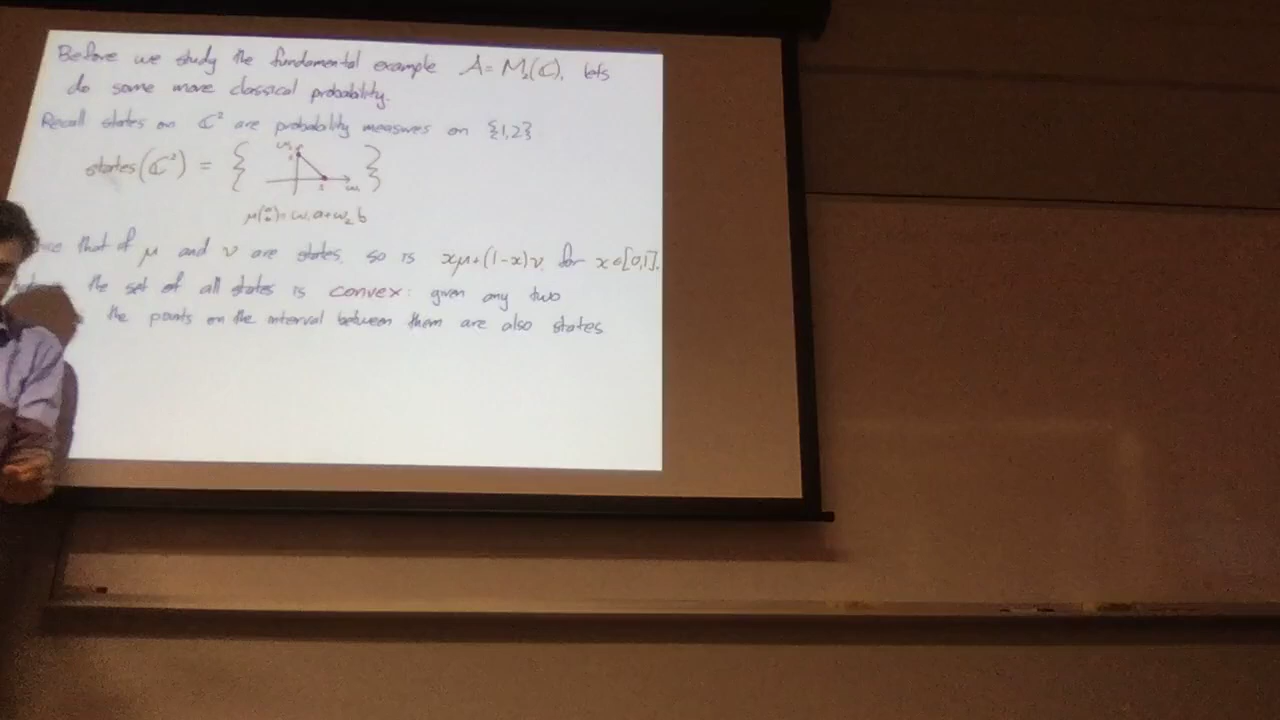 Before we study the fundamental example A = M₂(ℂ), lets
do some more classical probability.
Recall states on ℂ² are probability measures on {1,2}
states(ℂ²) = { }
μ(a b) = ω₁a + ω₂b
that if μ and ν are states, so is xμ+(1-x)ν, for x∈[0,1].
the set of all states is convex: given any two
the points on the interval between them are also states